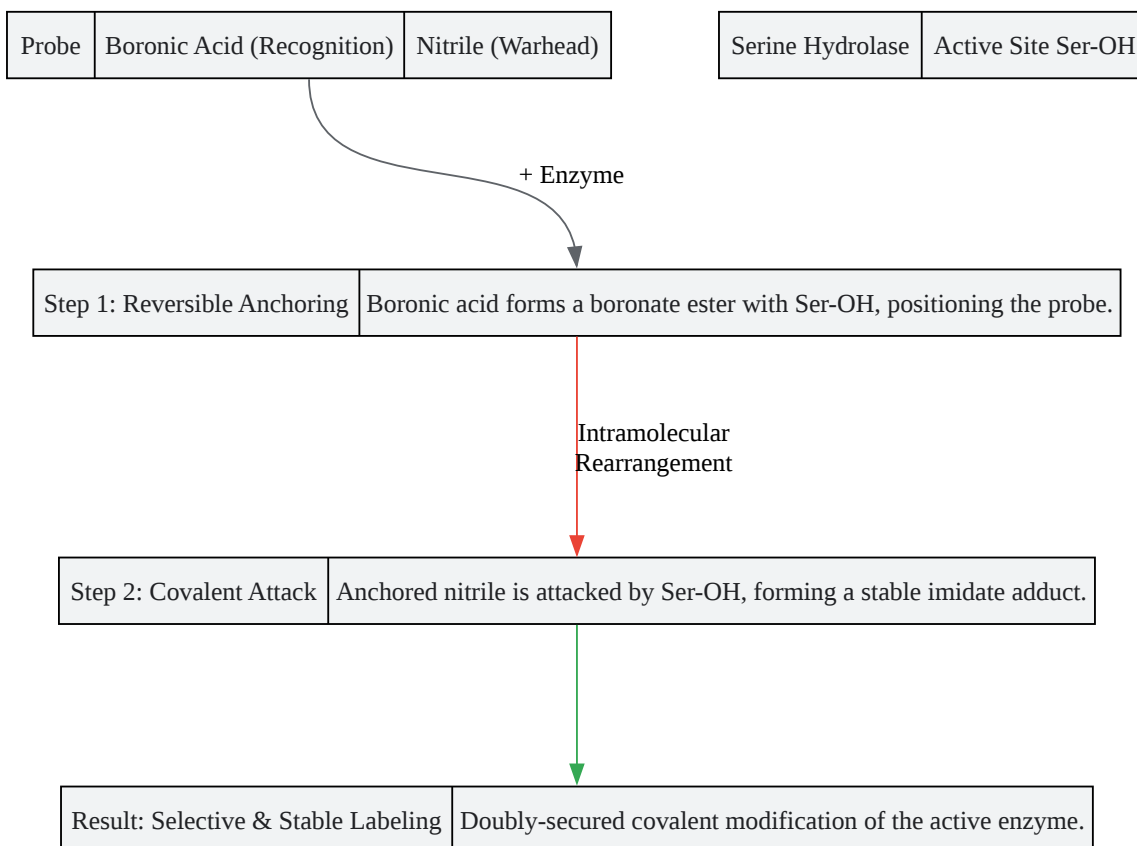 Probe
Boronic Acid (Recognition)
Nitrile (Warhead)
Serine Hydrolase
Active Site Ser-OH
+ Enzyme
Step 1: Reversible Anchoring
Boronic acid forms a boronate ester with Ser-OH, positioning the probe.
Intramolecular
Rearrangement
Step 2: Covalent Attack
Anchored nitrile is attacked by Ser-OH, forming a stable imidate adduct.
Result: Selective & Stable Labeling
Doubly-secured covalent modification of the active enzyme.